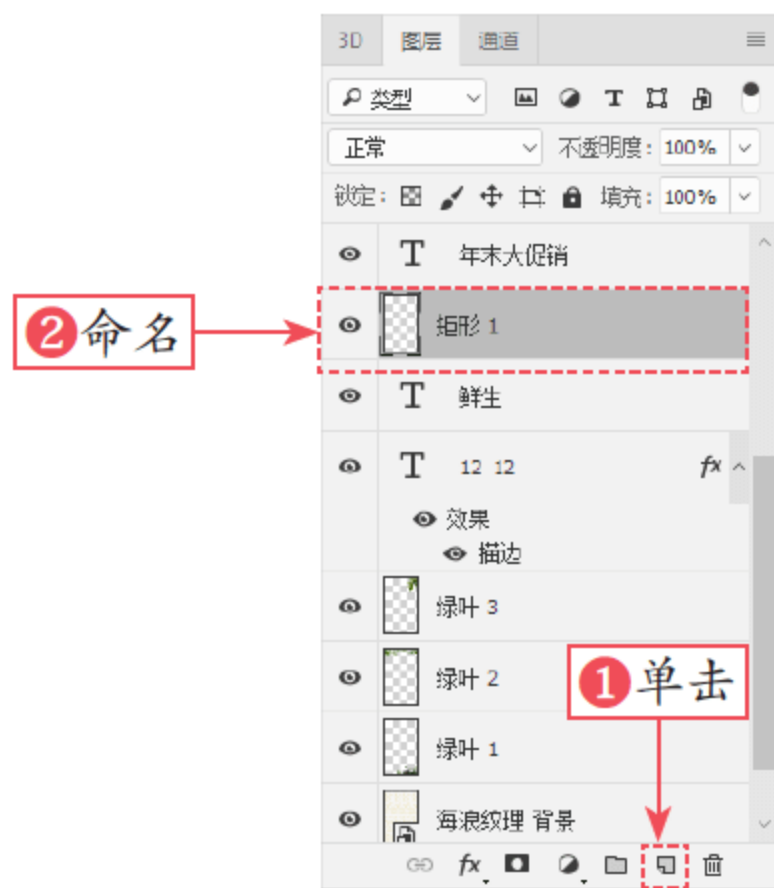 3D 图层 通道
类型
正常 不透明度: 100%
锁定: 填充: 100%
T 年末大促销
❷命名
矩形 1
T 鲜生
T 12 12 fx
效果
描边
绿叶 3
绿叶 2
❶单击
绿叶 1
海浪纹理 背景
fx